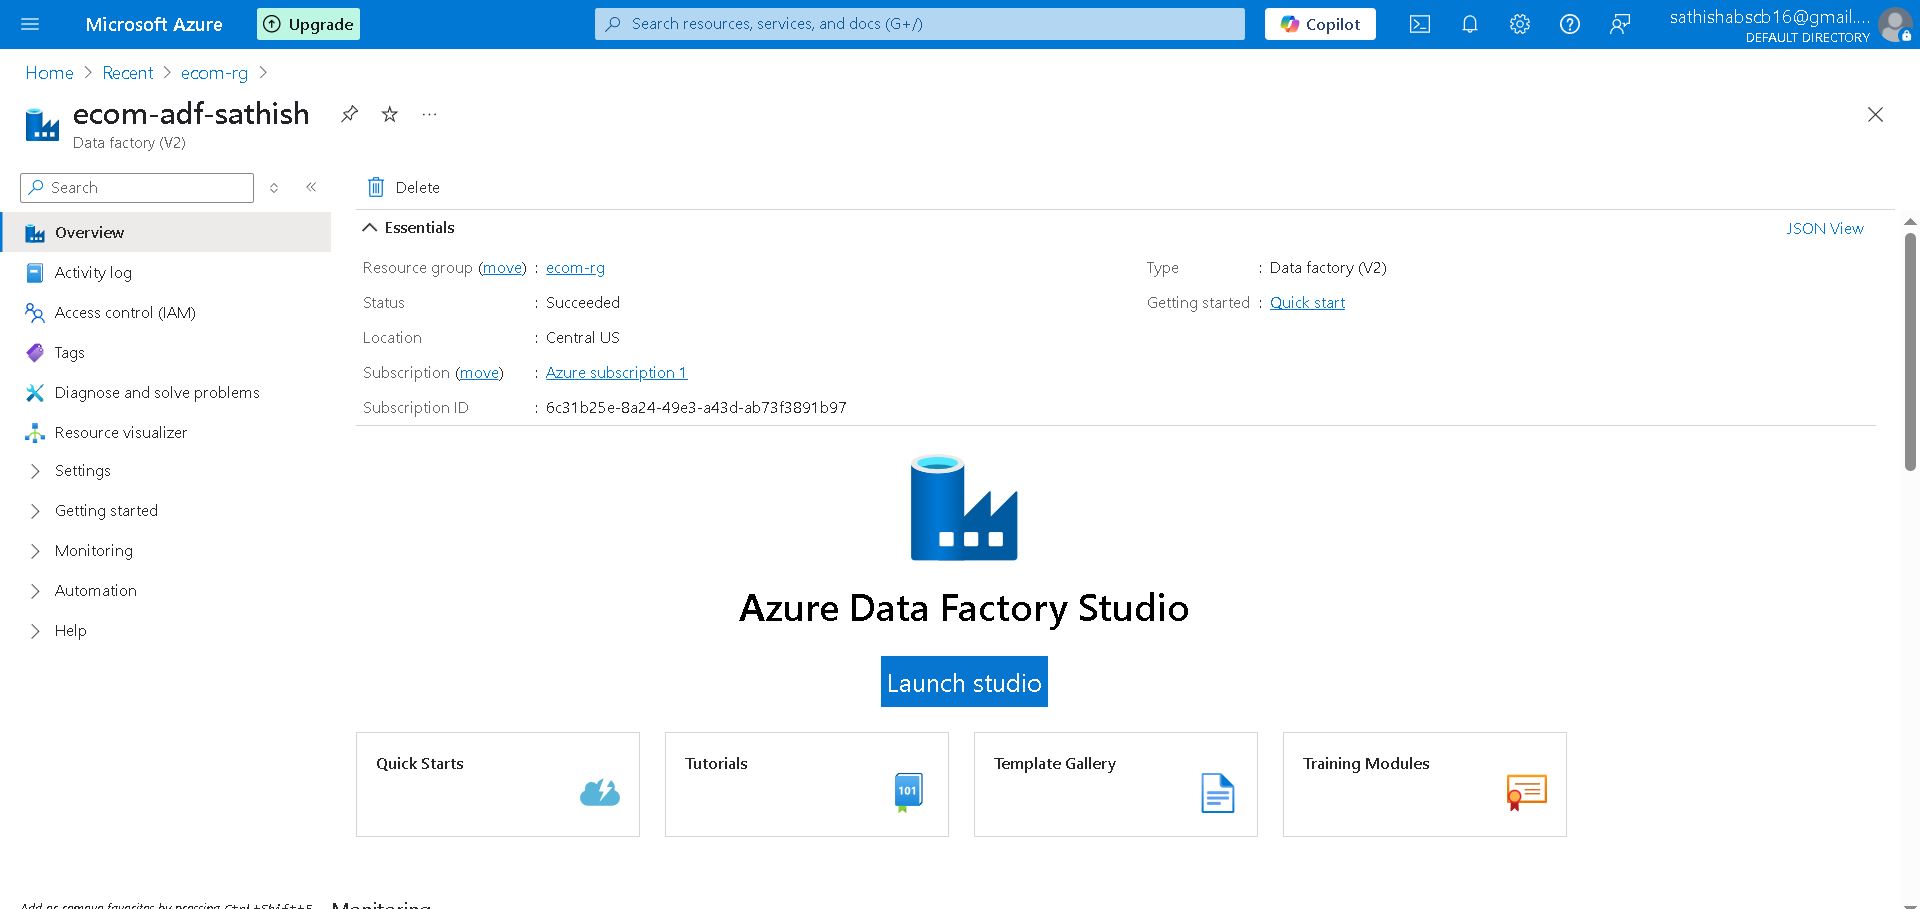 Microsoft Azure
Upgrade
Search resources, services, and docs (G+/)
Copilot
sathishabscb16@gmail....
DEFAULT DIRECTORY
Home > Recent > ecom-rg >
ecom-adf-sathish
Data factory (V2)
Search
Delete
Overview
Activity log
Access control (IAM)
Tags
Diagnose and solve problems
Resource visualizer
Settings
Getting started
Monitoring
Automation
Help
Essentials
JSON View
Resource group (move) : ecom-rg
Status : Succeeded
Location : Central US
Subscription (move) : Azure subscription 1
Subscription ID : 6c31b25e-8a24-49e3-a43d-ab73f3891b97
Type : Data factory (V2)
Getting started : Quick start
Azure Data Factory Studio
Launch studio
Quick Starts
Tutorials
101
Template Gallery
Training Modules
Add or remove favorites by pressing Ctrl+Shift+F
Monitoring